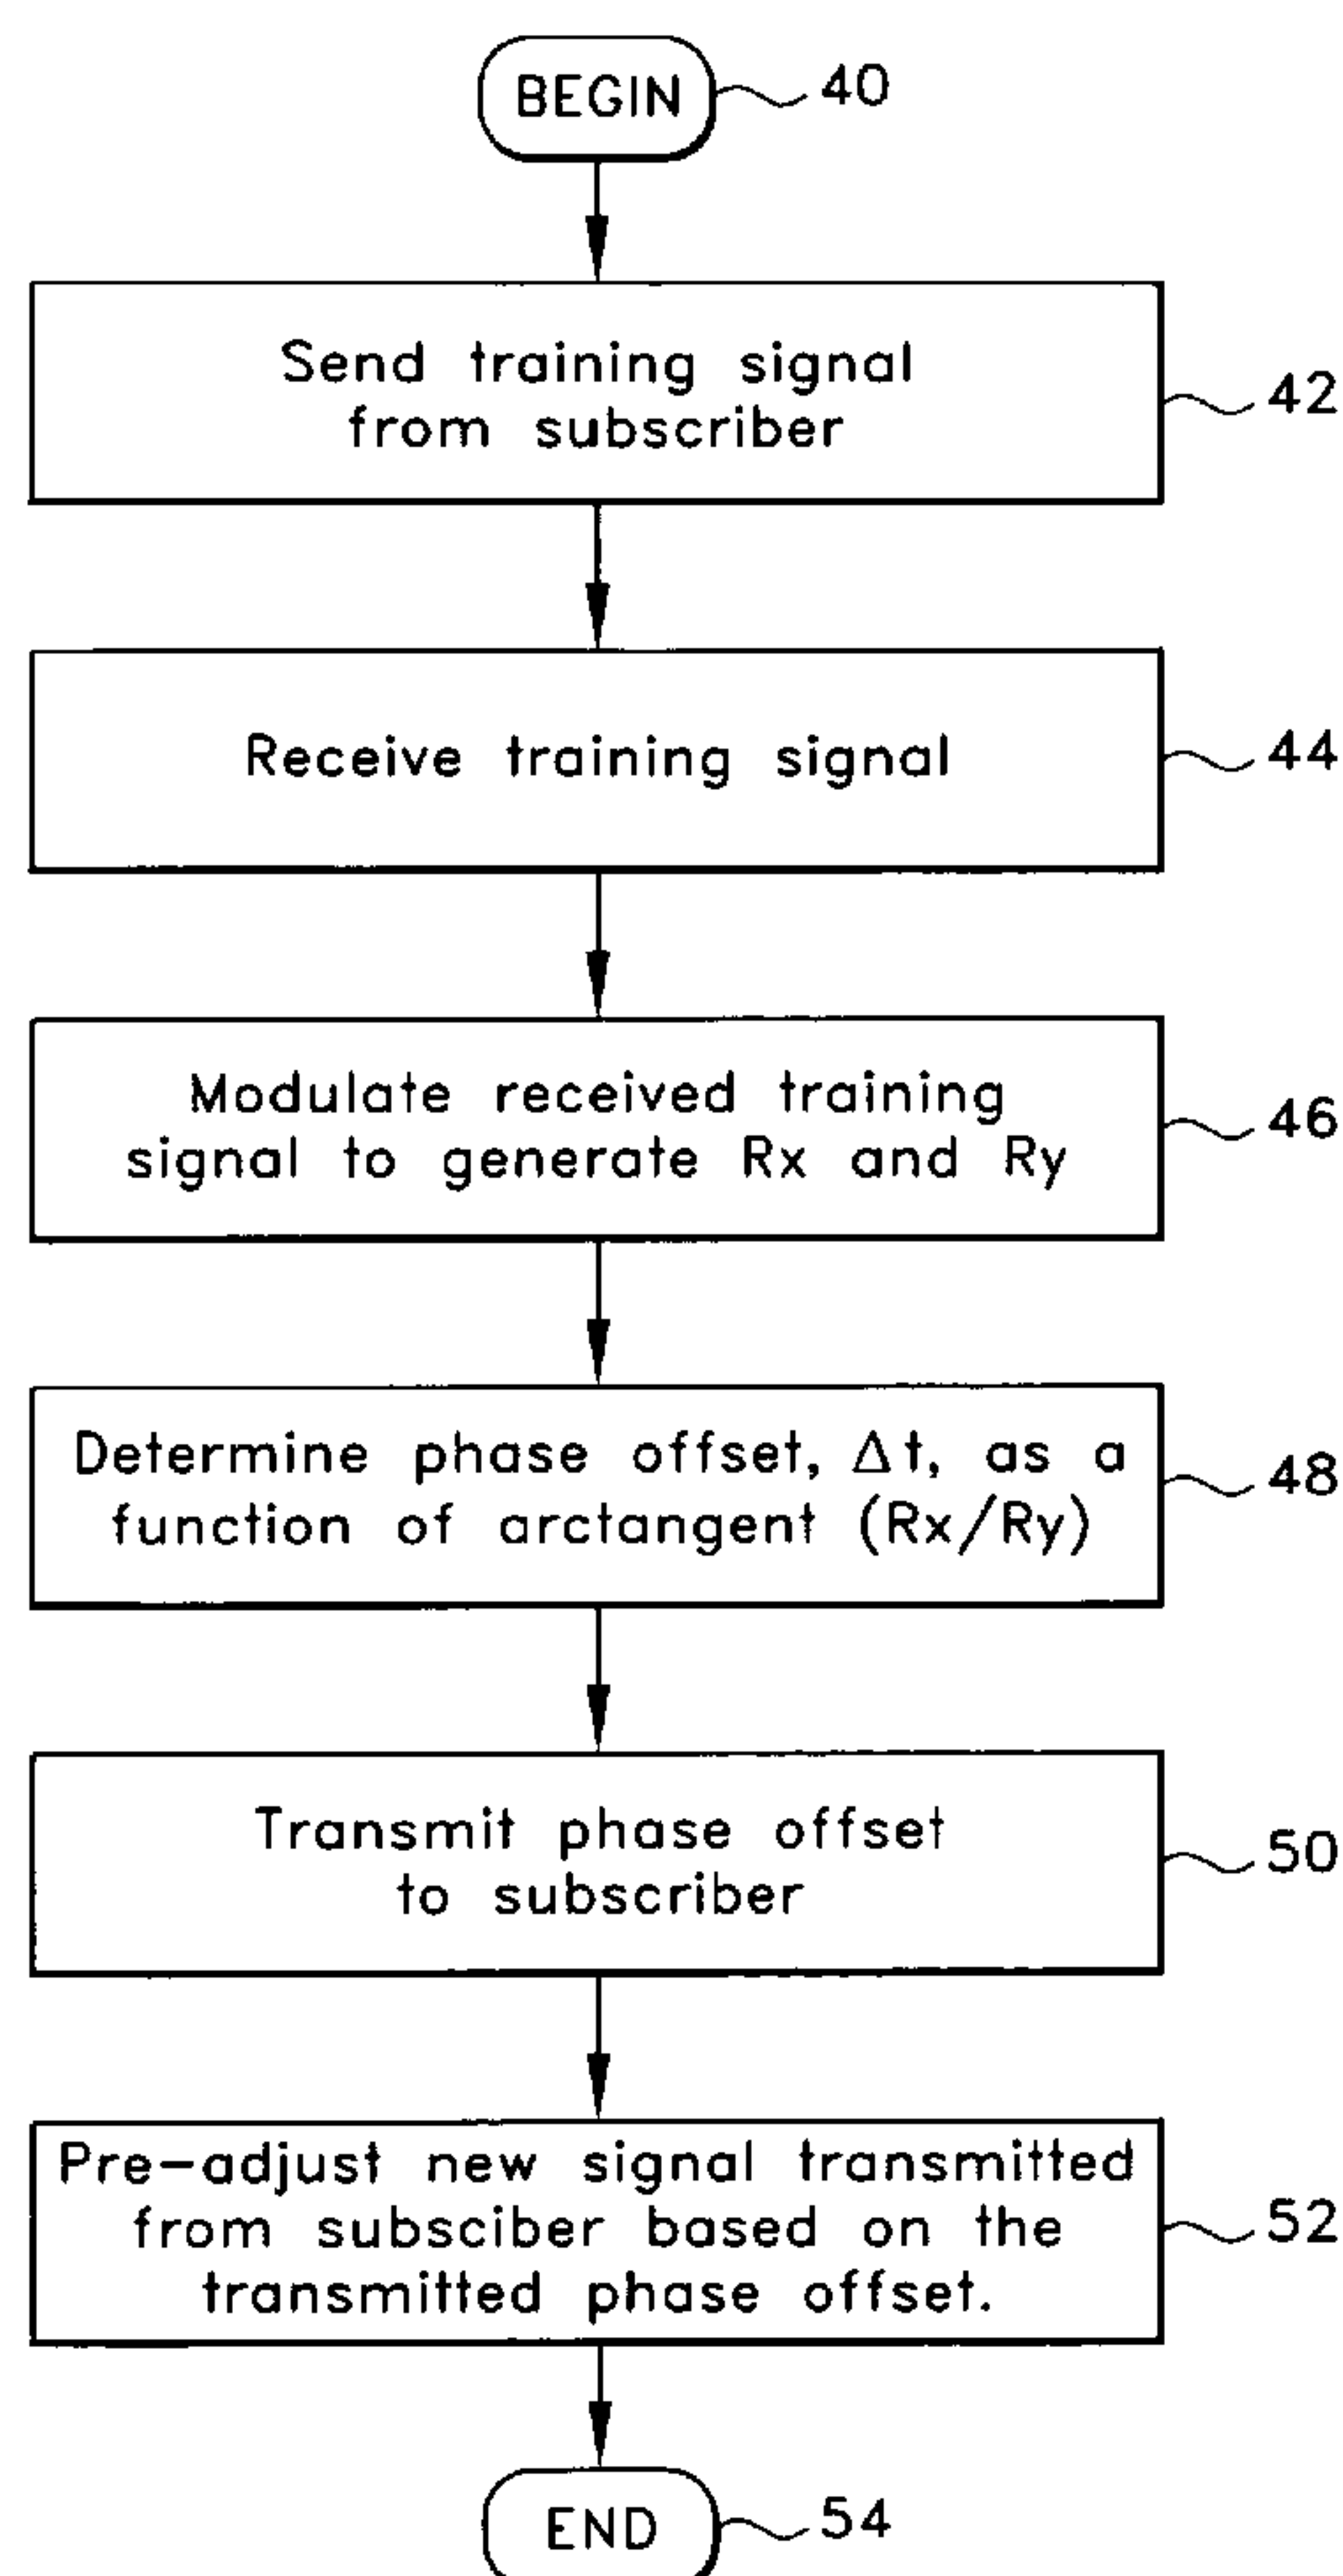 BEGIN
40
Send training signal
from subscriber
42
Receive training signal
44
Modulate received training
signal to generate Rx and Ry
46
Determine phase offset, Δt, as a
function of arctangent (Rx/Ry)
48
Transmit phase offset
to subscriber
50
Pre-adjust new signal transmitted
from subsciber based on the
transmitted phase offset.
52
END
54